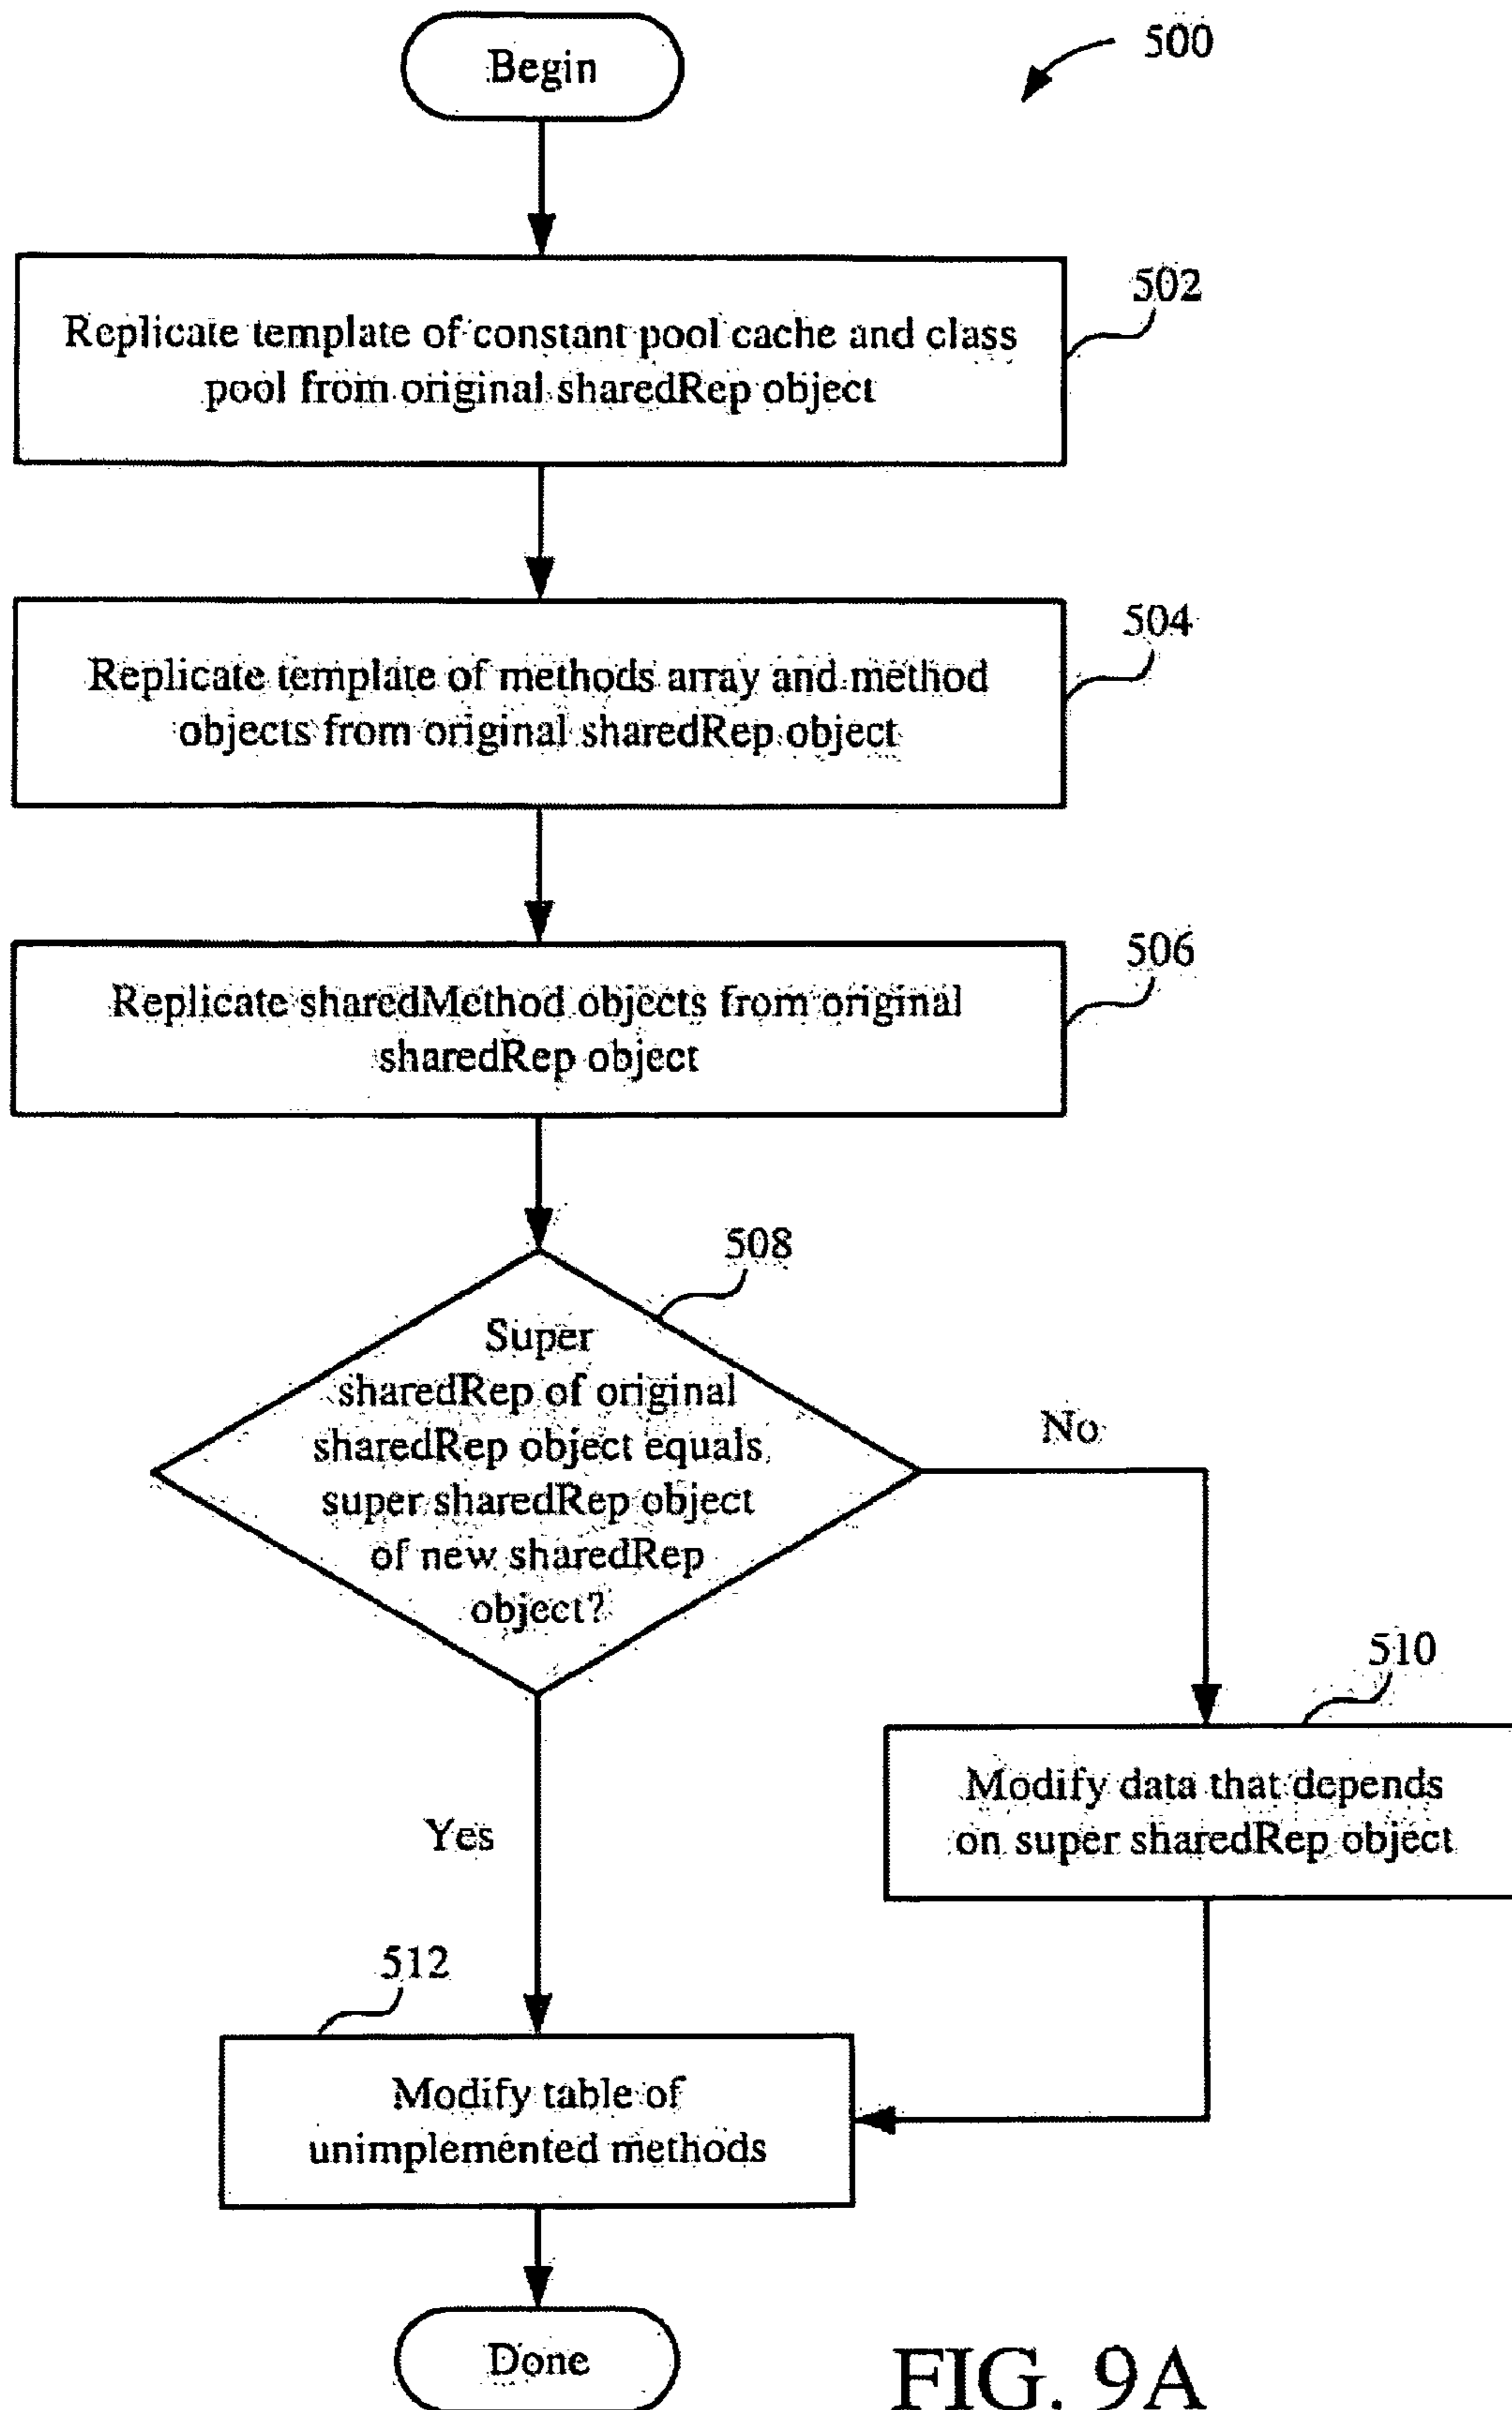 Begin
500
502
Replicate template of constant pool cache and class
pool from original sharedRep object
504
Replicate template of methods array and method
objects from original sharedRep object
506
Replicate sharedMethod objects from original
sharedRep object
508
Super
sharedRep of original
sharedRep object equals
super sharedRep object
of new sharedRep
object?
No
510
Modify data that depends
on super sharedRep object
Yes
512
Modify table of
unimplemented methods
Done
FIG. 9A